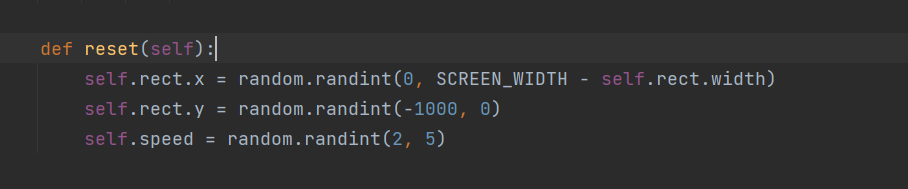 def reset(self):
    self.rect.x = random.randint(0, SCREEN_WIDTH - self.rect.width)
    self.rect.y = random.randint(-1000, 0)
    self.speed = random.randint(2, 5)